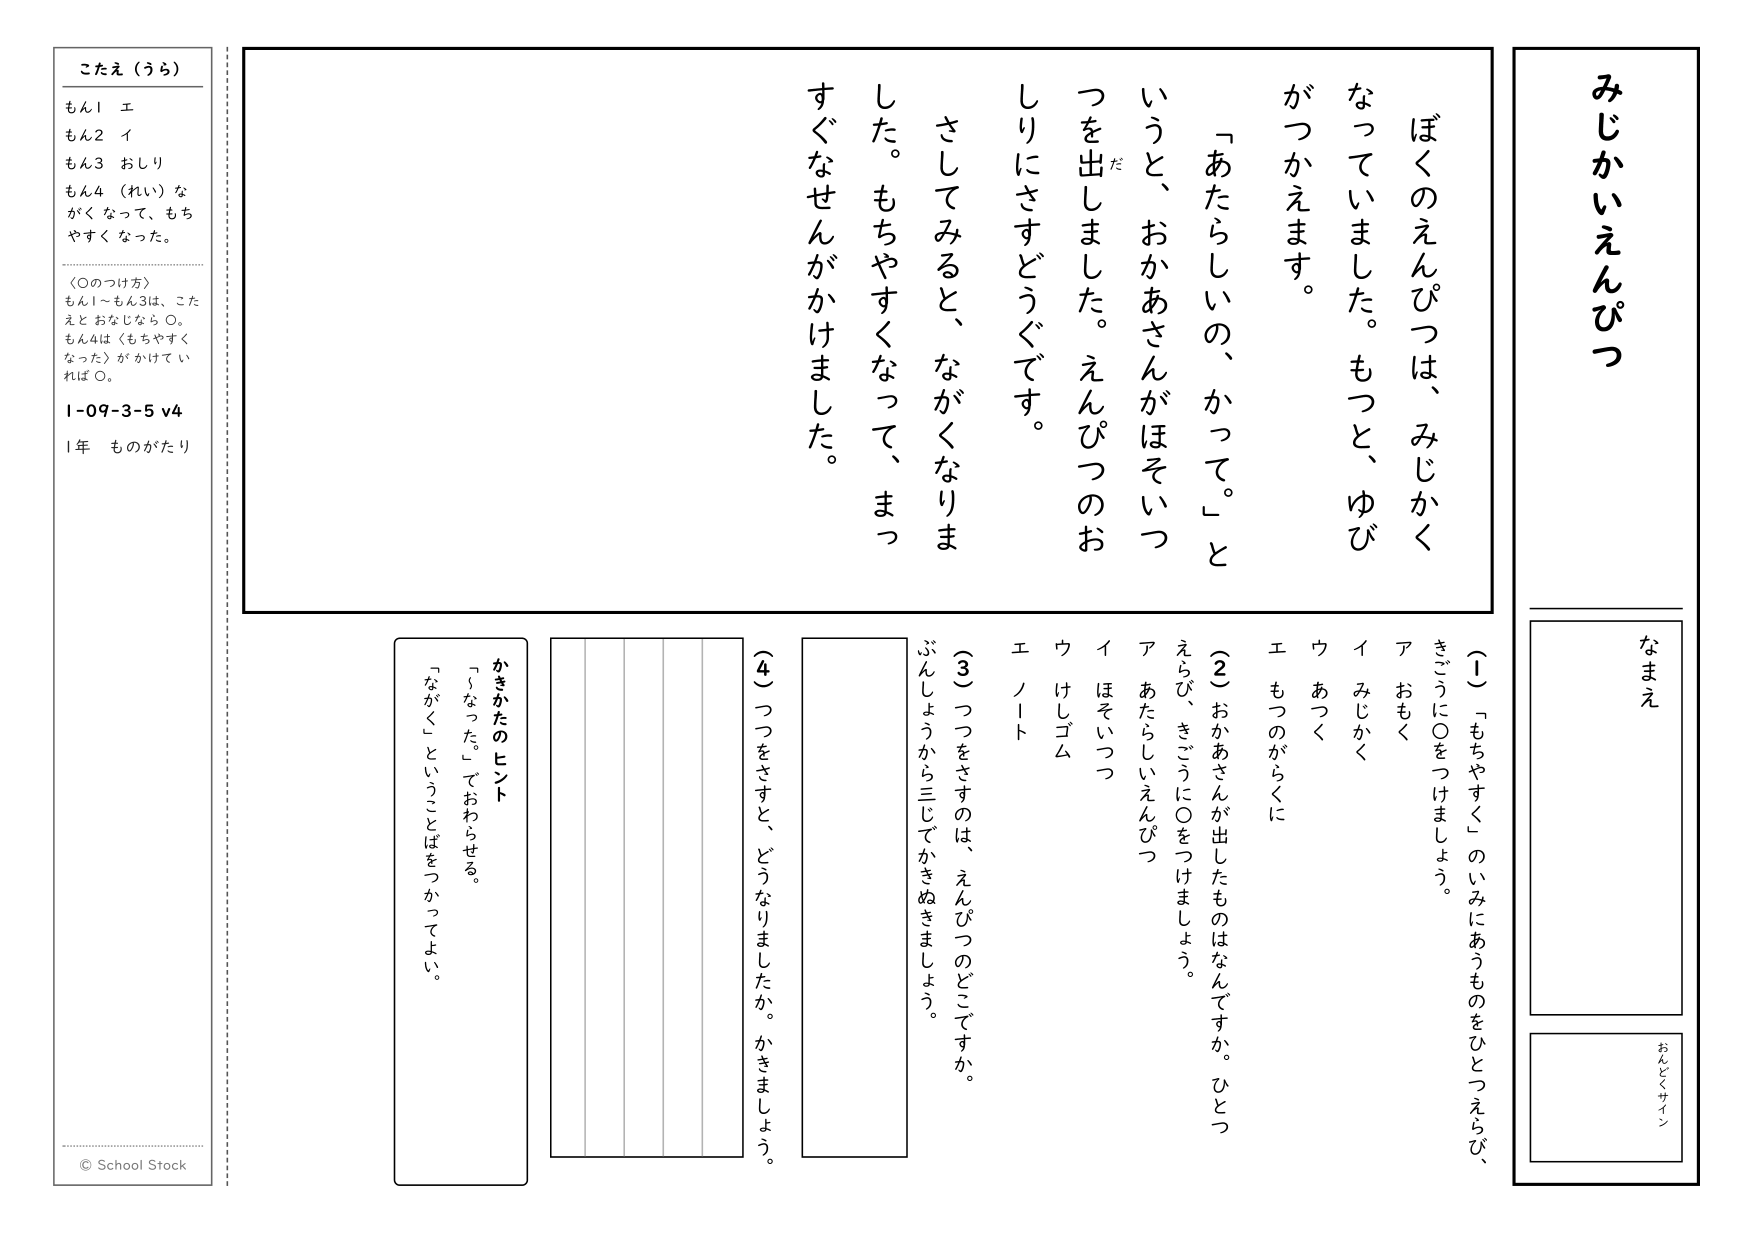 みじかいえんぴつ
なまえ
おんどくサイン
ぼくのえんぴつは、みじかく
なっていました。もつと、ゆび
がつかえます。
「あたらしいの、かって。」と
いうと、おかあさんがほそいつ
つを出しました。えんぴつのお
だ
しりにさすどうぐです。
さしてみると、ながくなりま
した。もちやすくなって、まっ
すぐなせんがかけました。
(1)「もちやすく」のいみにあうものをひとつえらび、
きごうに○をつけましょう。
ア　おもく
イ　みじかく
ウ　あつく
エ　もつのがらくに
(2)おかあさんが出したものはなんですか。ひとつ
えらび、きごうに○をつけましょう。
ア　あたらしいえんぴつ
イ　ほそいつつ
ウ　けしゴム
エ　ノート
(3)つつをさすのは、えんぴつのどこですか。
ぶんしょうから三じでかきぬきましょう。
(4)つつをさすと、どうなりましたか。かきましょう。
かきかたの ヒント
「～なった。」でおわらせる。
「ながく」ということばをつかってよい。
こたえ（うら）
もん1　エ
もん2　イ
もん3　おしり
もん4　（れい）な
がく なって、もち
やすく なった。
〈○のつけ方〉
もん1～もん3は、こた
えと おなじなら ○。
もん4は〈もちやすく
なった〉が かけて い
れば ○。
1-09-3-5 v4
1年　ものがたり
© School Stock